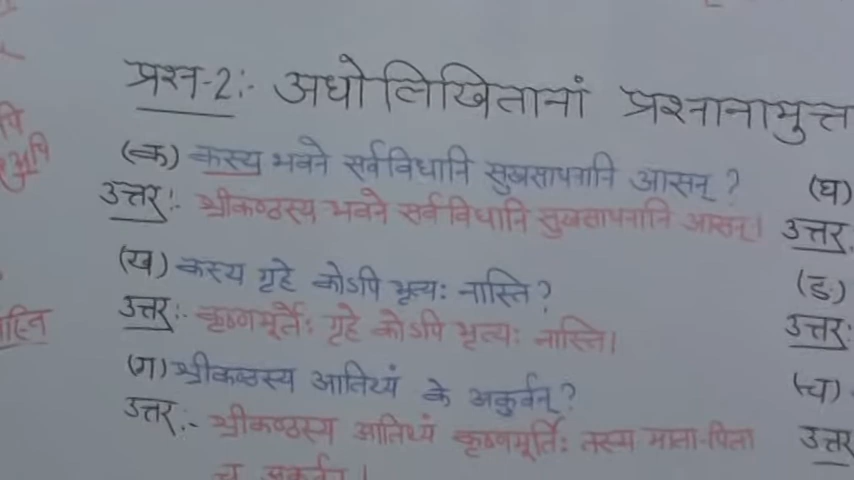 प्रश्न-2:- अधोलिखितानां प्रश्नानामुत्त
(क) कस्य भवने सर्वविधानि सुखसाधनानि आसन् ?
उत्तर:- श्रीकण्ठस्य भवने सर्वविधानि सुखसाधनानि आसन्।
(ख) कस्य गृहे कोऽपि भृत्यः नास्ति?
उत्तर:- कृष्णमूर्तेः गृहे कोऽपि भृत्यः नास्ति।
(ग) श्रीकण्ठस्य आतिथ्यं के अकुर्वन्?
उत्तर:- श्रीकण्ठस्य आतिथ्यं कृष्णमूर्तिः तस्य माता-पिता
च अकुर्वन्।
(घ)
उत्तर:
(ङ)
उत्तर:
(च)
उत्तर